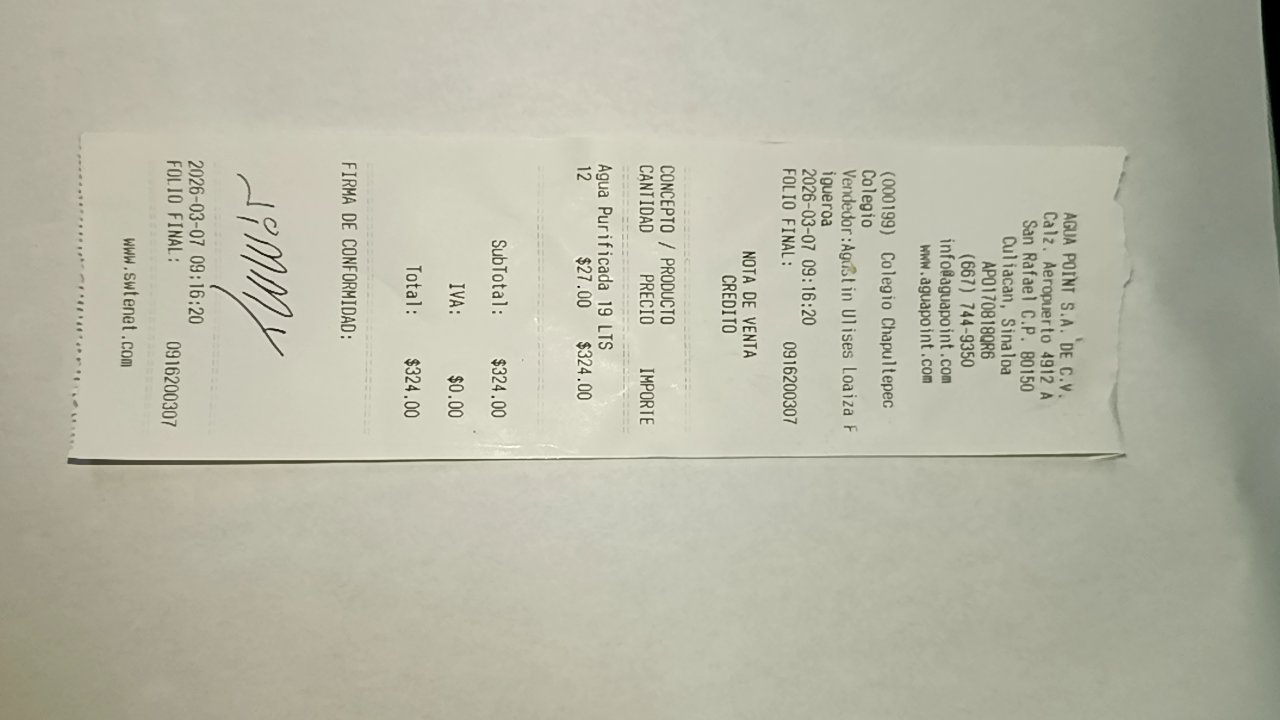 AGUA POINT S.A. DE C.V.
Calz. Aeropuerto 4912 A
San Rafael C.P. 80150
Culiacan, Sinaloa
APO170818QR6
(667) 744-9350
info@aguapoint.com
www.aguapoint.com
(000199) Colegio Chapultepec
Colegio
Vendedor:Agustin Ulises Loaiza F
igueroa
2026-03-07 09:16:20
FOLIO FINAL: 0916200307
NOTA DE VENTA
CREDITO
CONCEPTO / PRODUCTO
CANTIDAD PRECIO IMPORTE
Agua Purificada 19 LTS
12 $27.00 $324.00
SubTotal: $324.00
IVA: $0.00
Total: $324.00
FIRMA DE CONFORMIDAD:
2026-03-07 09:16:20
FOLIO FINAL: 0916200307
www.swtenet.com